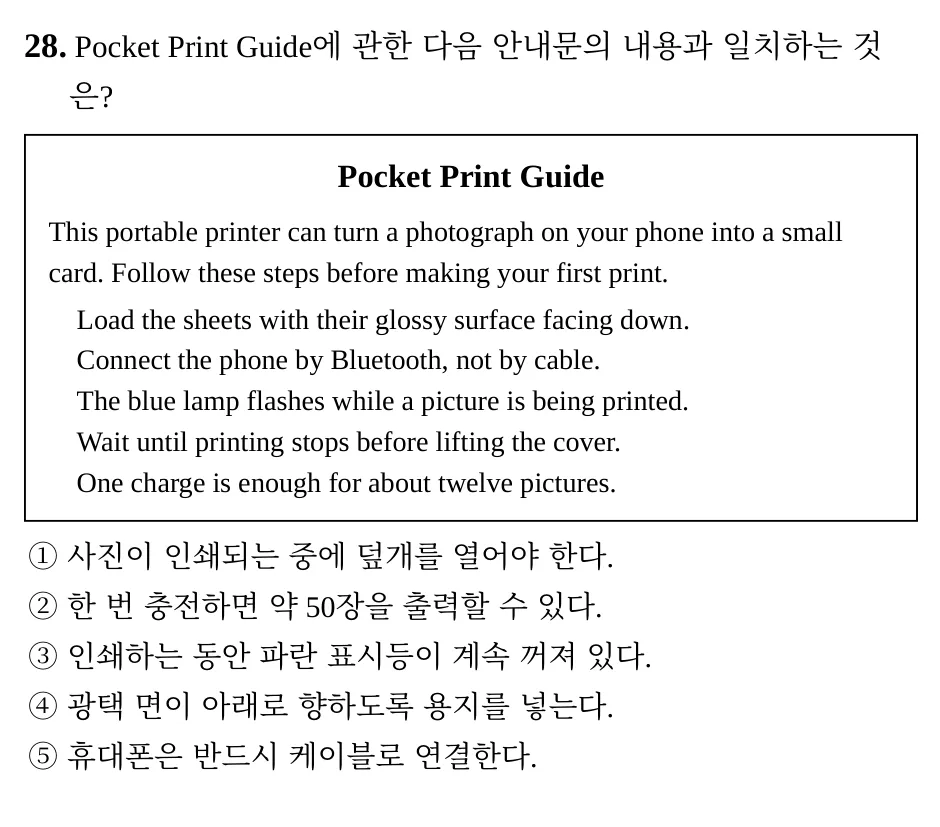 28. Pocket Print Guide에 관한 다음 안내문의 내용과 일치하는 것
은?
Pocket Print Guide
This portable printer can turn a photograph on your phone into a small
card. Follow these steps before making your first print.
Load the sheets with their glossy surface facing down.
Connect the phone by Bluetooth, not by cable.
The blue lamp flashes while a picture is being printed.
Wait until printing stops before lifting the cover.
One charge is enough for about twelve pictures.
① 사진이 인쇄되는 중에 덮개를 열어야 한다.
② 한 번 충전하면 약 50장을 출력할 수 있다.
③ 인쇄하는 동안 파란 표시등이 계속 꺼져 있다.
④ 광택 면이 아래로 향하도록 용지를 넣는다.
⑤ 휴대폰은 반드시 케이블로 연결한다.